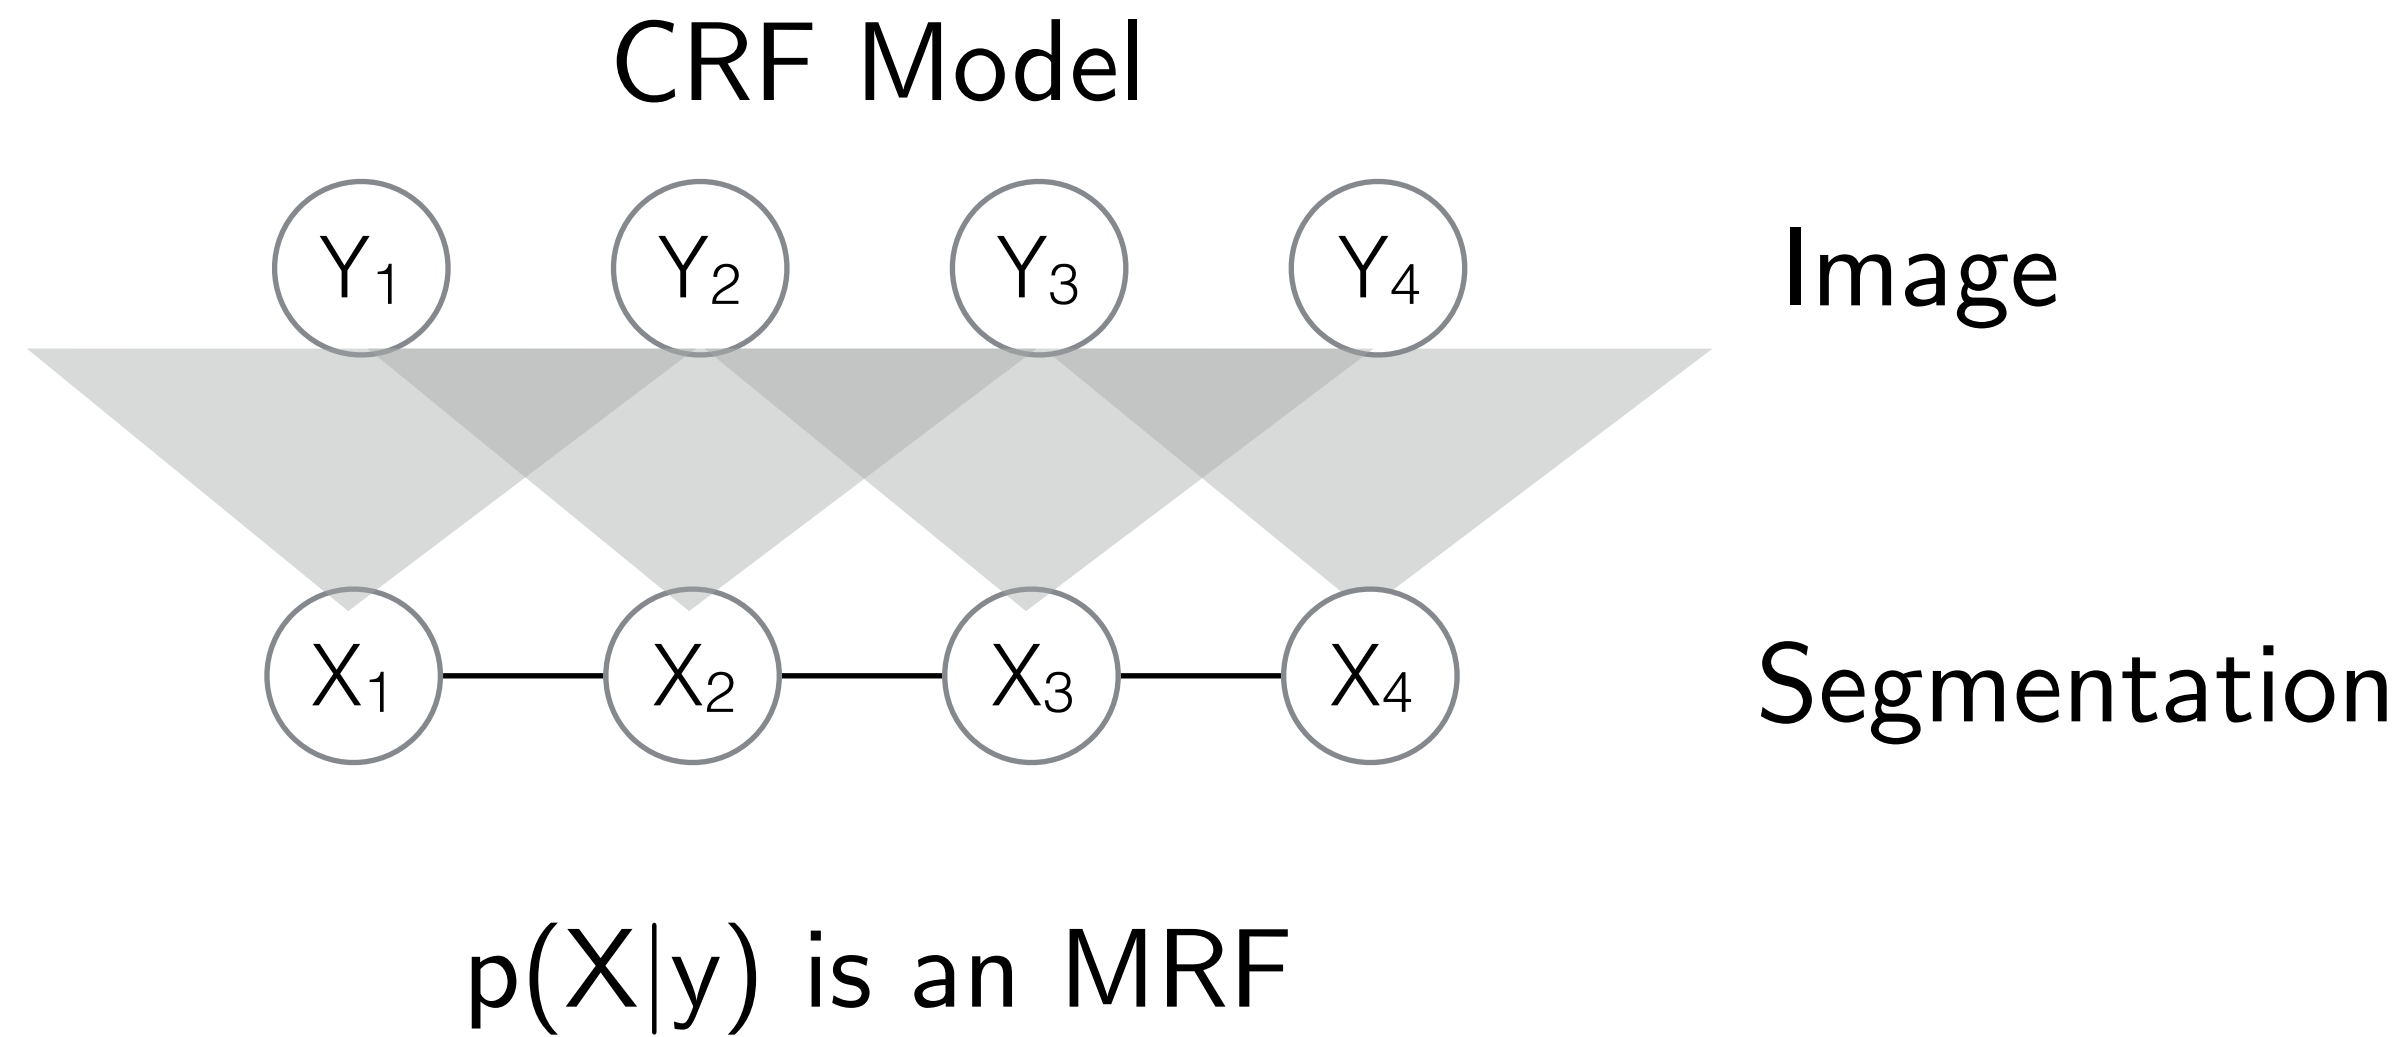 CRF Model
Y1 Y2 Y3 Y4 Image
X1 X2 X3 X4 Segmentation
p(X|y) is an MRF